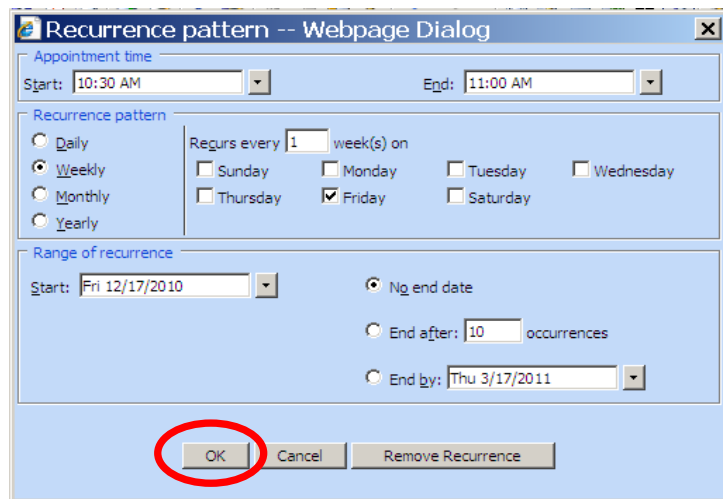 Recurrence pattern -- Webpage Dialog
Appointment time
Start: 10:30 AM End: 11:00 AM
Recurrence pattern
Daily Recurs every 1 week(s) on
Weekly Sunday Monday Tuesday Wednesday
Monthly Thursday Friday Saturday
Yearly
Range of recurrence
Start: Fri 12/17/2010 No end date
End after: 10 occurrences
End by: Thu 3/17/2011
OK Cancel Remove Recurrence